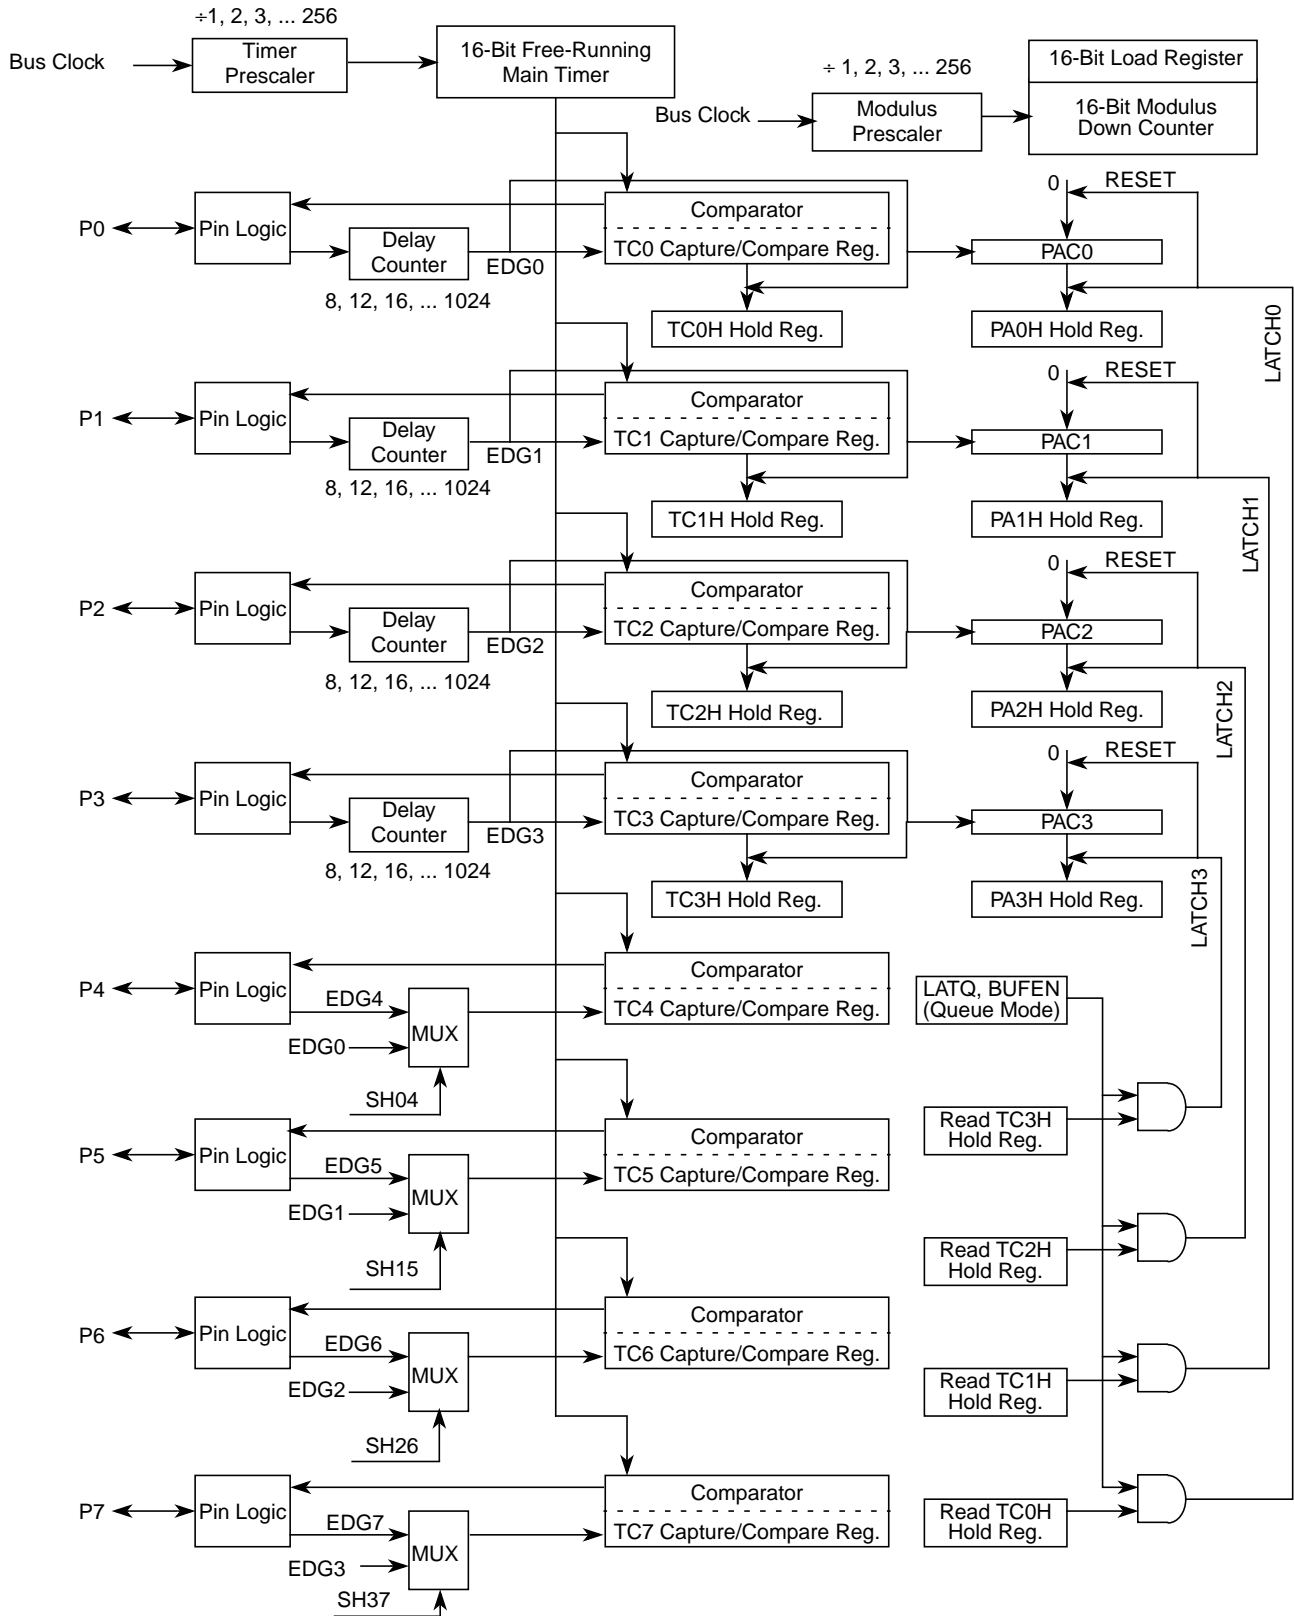 ÷1, 2, 3, ... 256
Bus Clock
Timer
Prescaler
16-Bit Free-Running
Main Timer
÷ 1, 2, 3, ... 256
Bus Clock
Modulus
Prescaler
16-Bit Load Register
16-Bit Modulus
Down Counter
P0
Pin Logic
Delay
Counter
8, 12, 16, ... 1024
EDG0
Comparator
TC0 Capture/Compare Reg.
TC0H Hold Reg.
0
RESET
PAC0
PA0H Hold Reg.
LATCH0
P1
Pin Logic
Delay
Counter
8, 12, 16, ... 1024
EDG1
Comparator
TC1 Capture/Compare Reg.
TC1H Hold Reg.
0
RESET
PAC1
PA1H Hold Reg.
LATCH1
P2
Pin Logic
Delay
Counter
8, 12, 16, ... 1024
EDG2
Comparator
TC2 Capture/Compare Reg.
TC2H Hold Reg.
0
RESET
PAC2
PA2H Hold Reg.
LATCH2
P3
Pin Logic
Delay
Counter
8, 12, 16, ... 1024
EDG3
Comparator
TC3 Capture/Compare Reg.
TC3H Hold Reg.
0
RESET
PAC3
PA3H Hold Reg.
LATCH3
P4
Pin Logic
EDG4
EDG0
MUX
SH04
Comparator
TC4 Capture/Compare Reg.
LATQ, BUFEN
(Queue Mode)
P5
Pin Logic
EDG5
EDG1
MUX
SH15
Comparator
TC5 Capture/Compare Reg.
Read TC3H
Hold Reg.
Read TC2H
Hold Reg.
P6
Pin Logic
EDG6
EDG2
MUX
SH26
Comparator
TC6 Capture/Compare Reg.
Read TC1H
Hold Reg.
P7
Pin Logic
EDG7
EDG3
MUX
SH37
Comparator
TC7 Capture/Compare Reg.
Read TC0H
Hold Reg.